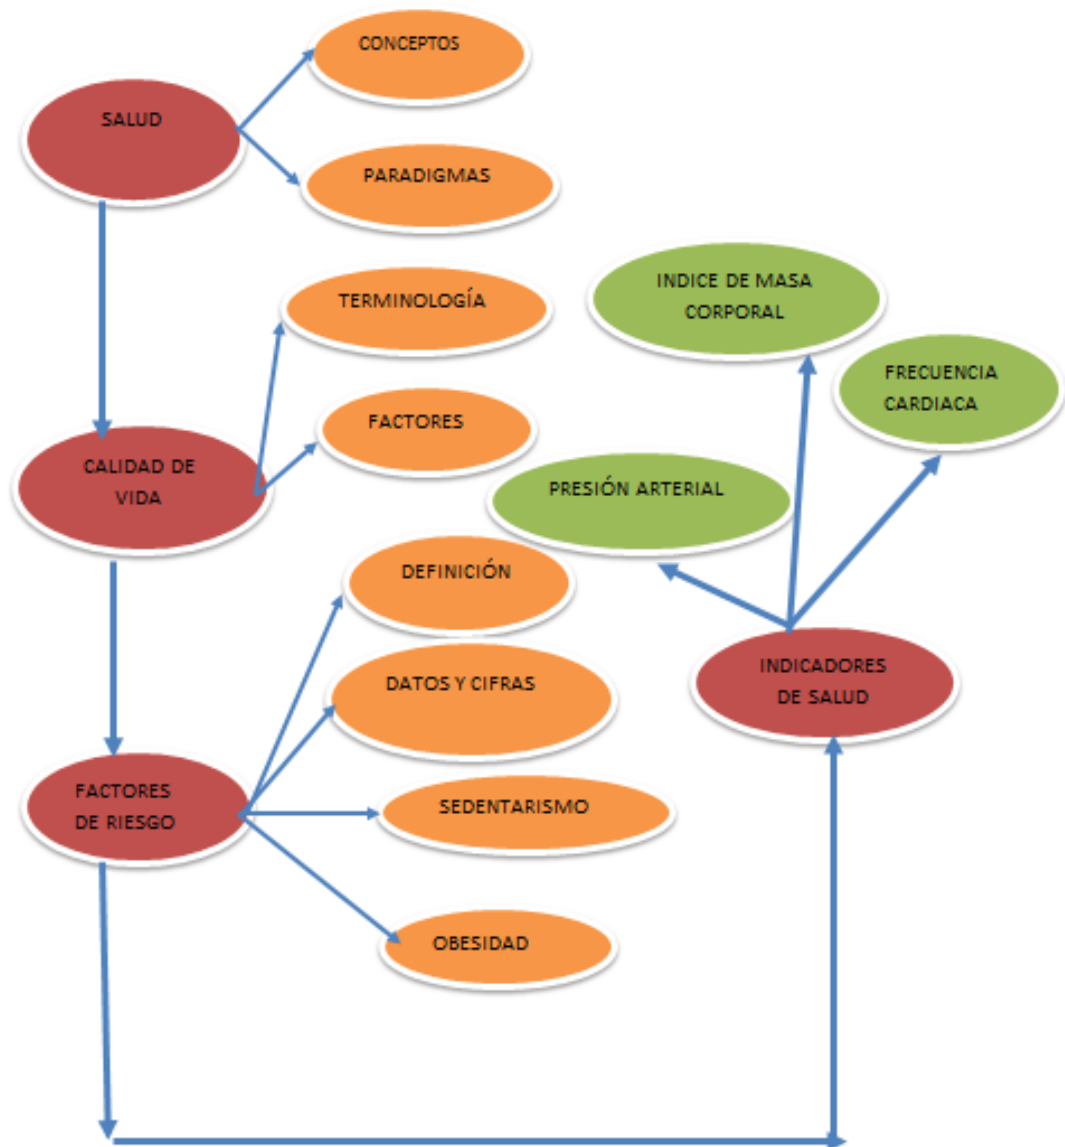 CONCEPTOS
SALUD
PARADIGMAS
TERMINOLOGÍA
FACTORES
CALIDAD DE
VIDA
DEFINICIÓN
DATOS Y CIFRAS
FACTORES
DE RIESGO
SEDENTARISMO
OBESIDAD
INDICE DE MASA
CORPORAL
FRECUENCIA
CARDIACA
PRESIÓN ARTERIAL
INDICADORES
DE SALUD